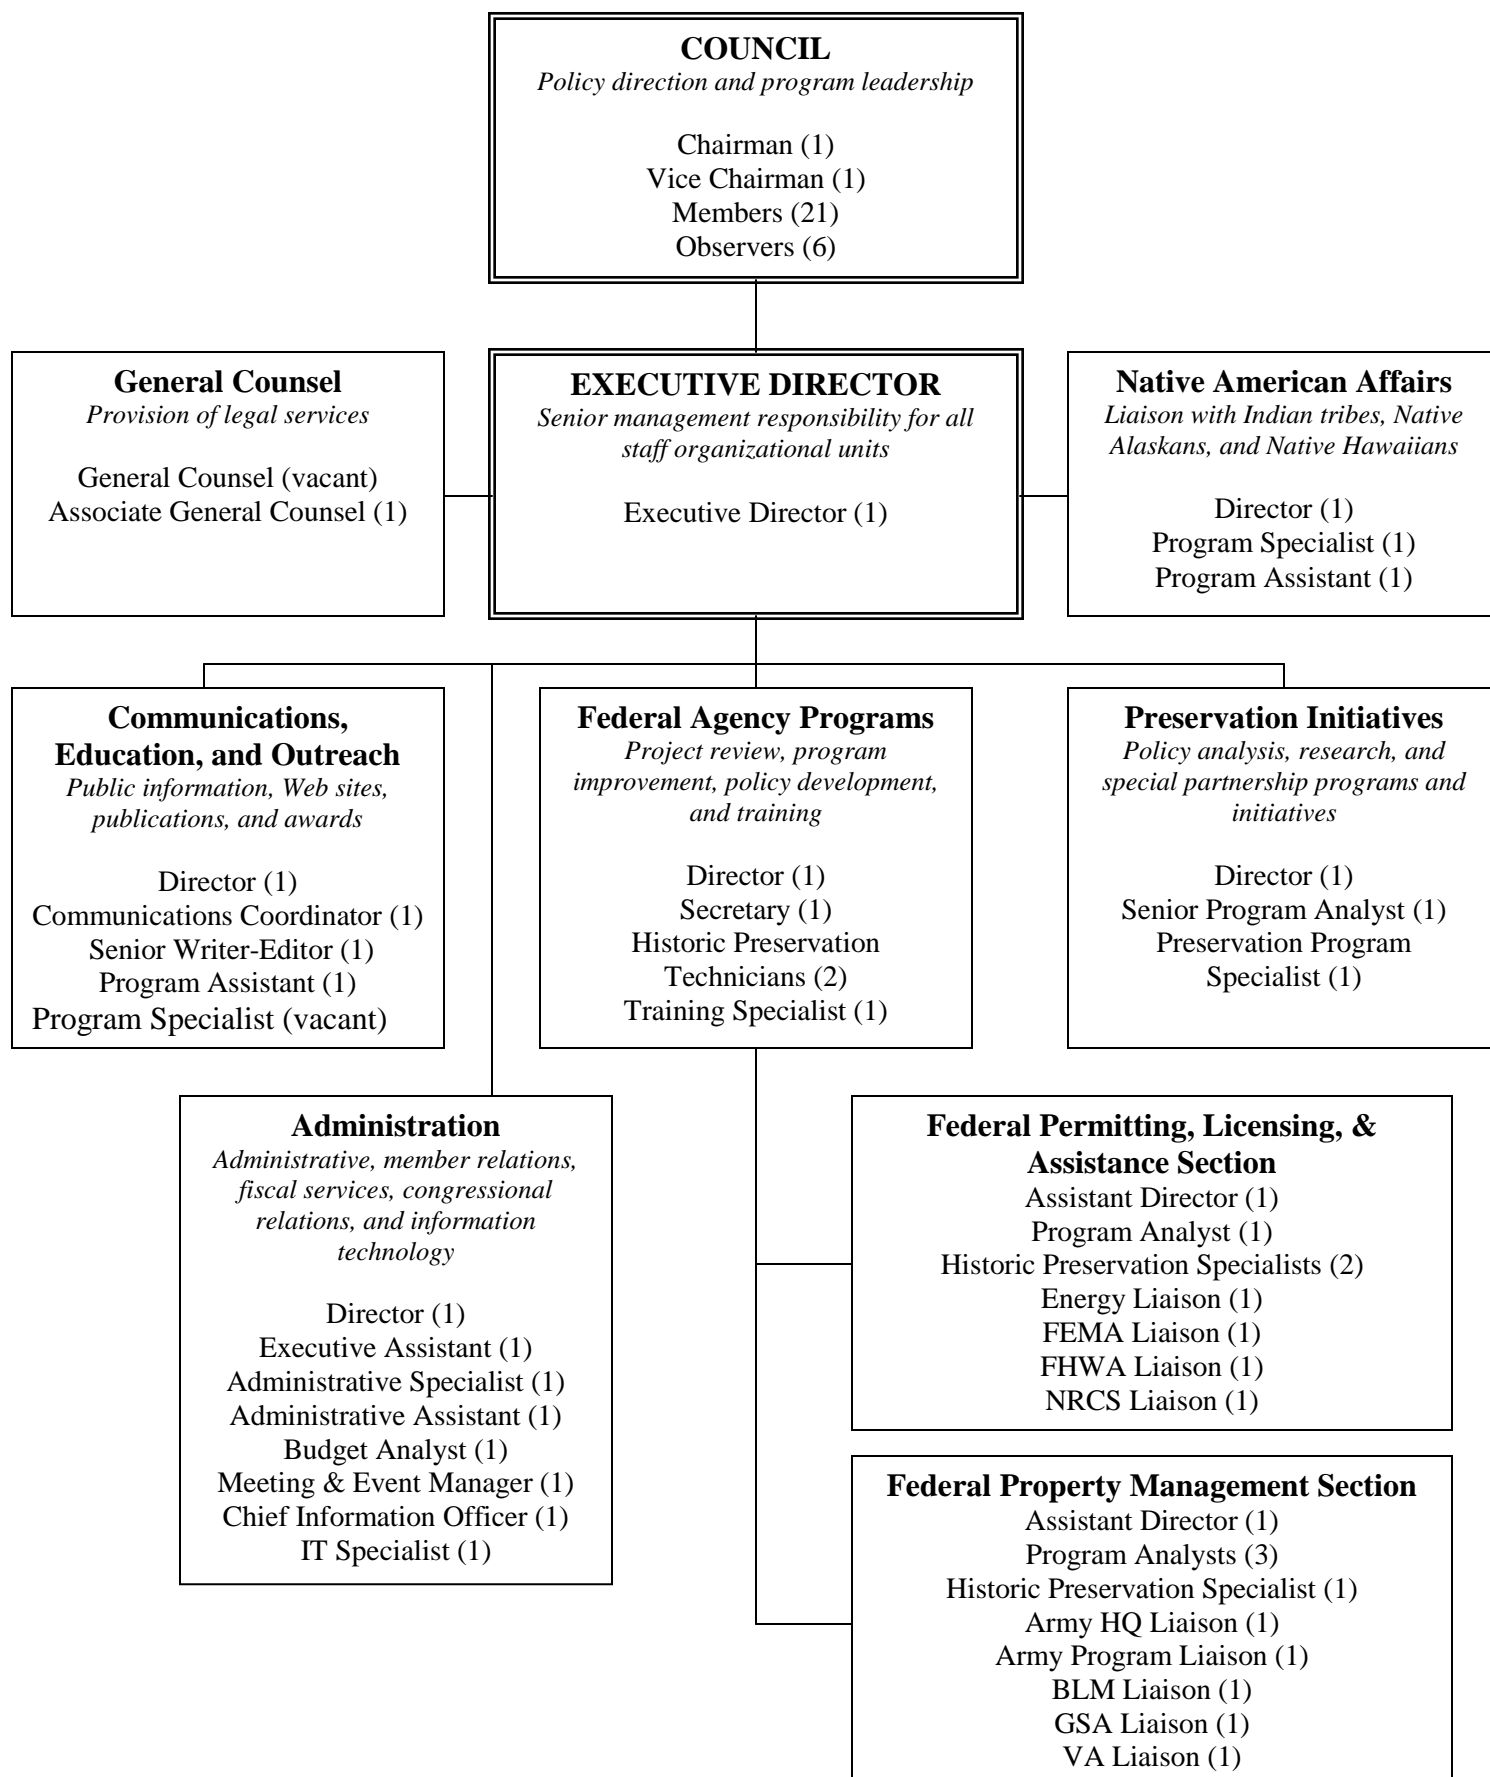 COUNCIL
Policy direction and program leadership
Chairman (1)
Vice Chairman (1)
Members (21)
Observers (6)
General Counsel
Provision of legal services
General Counsel (vacant)
Associate General Counsel (1)
EXECUTIVE DIRECTOR
Senior management responsibility for all
staff organizational units
Executive Director (1)
Native American Affairs
Liaison with Indian tribes, Native
Alaskans, and Native Hawaiians
Director (1)
Program Specialist (1)
Program Assistant (1)
Communications,
Education, and Outreach
Public information, Web sites,
publications, and awards
Director (1)
Communications Coordinator (1)
Senior Writer-Editor (1)
Program Assistant (1)
Program Specialist (vacant)
Federal Agency Programs
Project review, program
improvement, policy development,
and training
Director (1)
Secretary (1)
Historic Preservation
Technicians (2)
Training Specialist (1)
Preservation Initiatives
Policy analysis, research, and
special partnership programs and
initiatives
Director (1)
Senior Program Analyst (1)
Preservation Program
Specialist (1)
Administration
Administrative, member relations,
fiscal services, congressional
relations, and information
technology
Director (1)
Executive Assistant (1)
Administrative Specialist (1)
Administrative Assistant (1)
Budget Analyst (1)
Meeting & Event Manager (1)
Chief Information Officer (1)
IT Specialist (1)
Federal Permitting, Licensing, &
Assistance Section
Assistant Director (1)
Program Analyst (1)
Historic Preservation Specialists (2)
Energy Liaison (1)
FEMA Liaison (1)
FHWA Liaison (1)
NRCS Liaison (1)
Federal Property Management Section
Assistant Director (1)
Program Analysts (3)
Historic Preservation Specialist (1)
Army HQ Liaison (1)
Army Program Liaison (1)
BLM Liaison (1)
GSA Liaison (1)
VA Liaison (1)